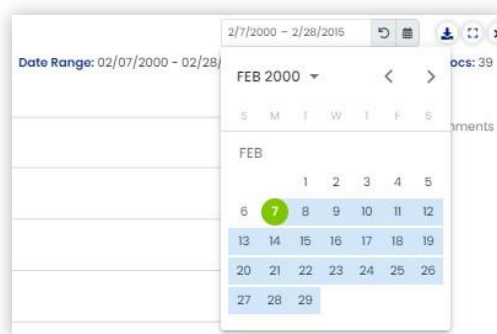 2/7/2000 – 2/28/2015
Date Range: 02/07/2000 - 02/28/
ocs: 39
FEB 2000
S M T W T F S
nments
FEB
1 2 3 4 5
6 7 8 9 10 11 12
13 14 15 16 17 18 19
20 21 22 23 24 25 26
27 28 29